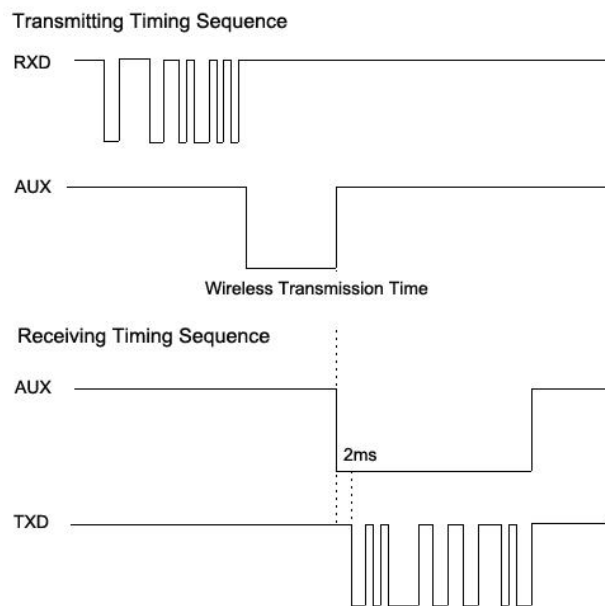 Transmitting Timing Sequence
RXD
AUX
Wireless Transmission Time
Receiving Timing Sequence
AUX
2ms
TXD